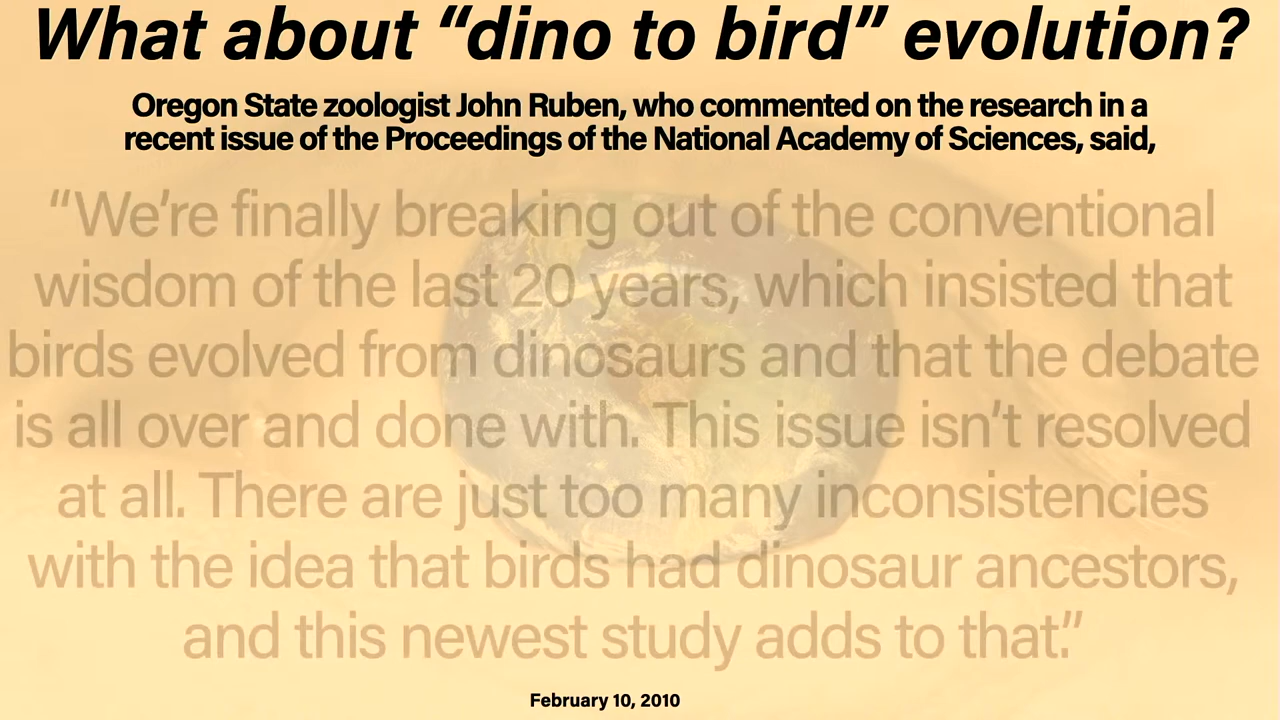 What about “dino to bird” evolution?
Oregon State zoologist John Ruben, who commented on the research in a
recent issue of the Proceedings of the National Academy of Sciences, said,
“We’re finally breaking out of the conventional
wisdom of the last 20 years, which insisted that
birds evolved from dinosaurs and that the debate
is all over and done with. This issue isn’t resolved
at all. There are just too many inconsistencies
with the idea that birds had dinosaur ancestors,
and this newest study adds to that.”
February 10, 2010